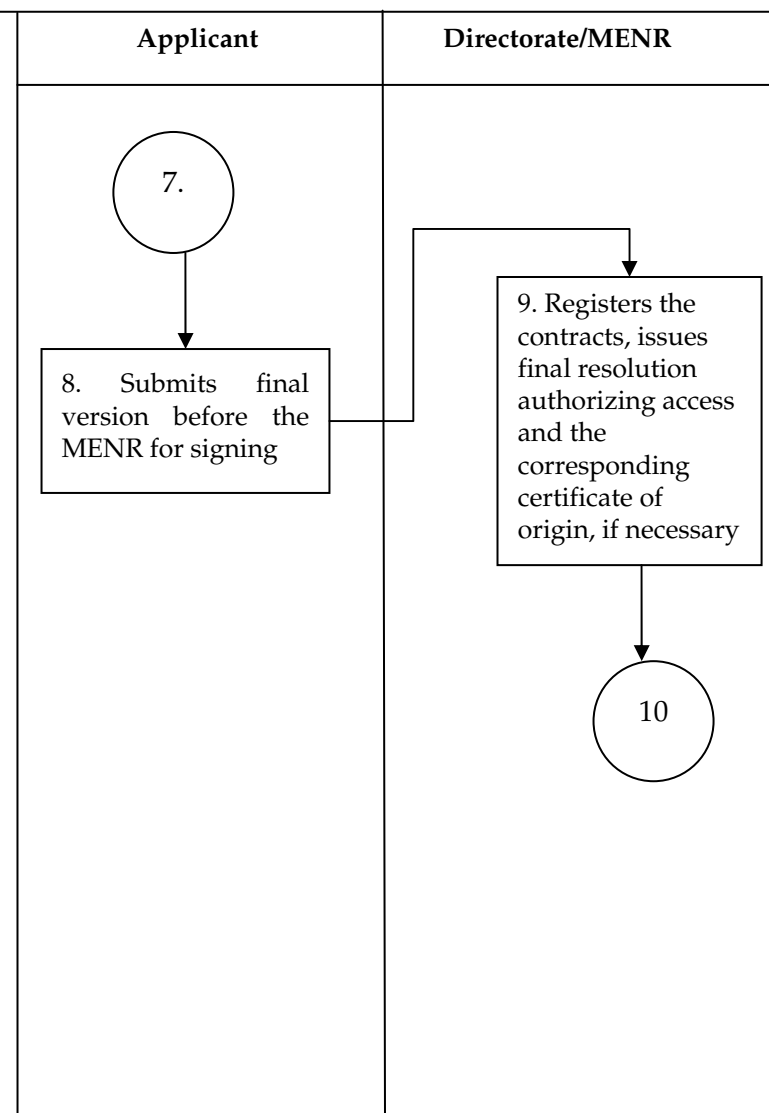 Applicant
Directorate/MENR
7.
8. Submits final
version before the
MENR for signing
9. Registers the
contracts, issues
final resolution
authorizing access
and the
corresponding
certificate of
origin, if necessary
10